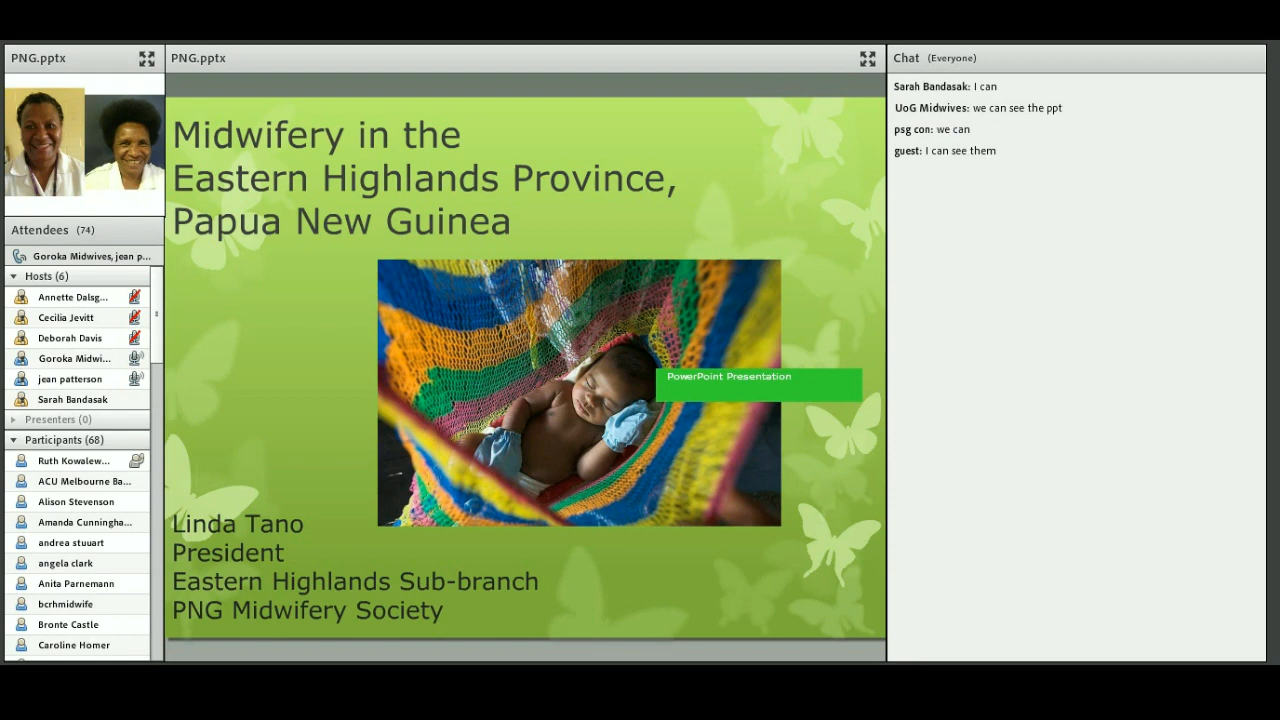 PNG.pptx
Attendees (74)
Goroka Midwives, jean p...
Hosts (6)
Annette Dalsg...
Cecilia Jevitt
Deborah Davis
Goroka Midwi...
jean patterson
Sarah Bandasak
Presenters (0)
Participants (68)
Ruth Kowalew...
ACU Melbourne Ba...
Alison Stevenson
Amanda Cunningha...
andrea stuuart
angela clark
Anita Parnemann
bcrhmidwife
Bronte Castle
Caroline Homer
PNG.pptx
Midwifery in the
Eastern Highlands Province,
Papua New Guinea
PowerPoint Presentation
Linda Tano
President
Eastern Highlands Sub-branch
PNG Midwifery Society
Chat (Everyone)
Sarah Bandasak: I can
UoG Midwives: we can see the ppt
psg con: we can
guest: I can see them